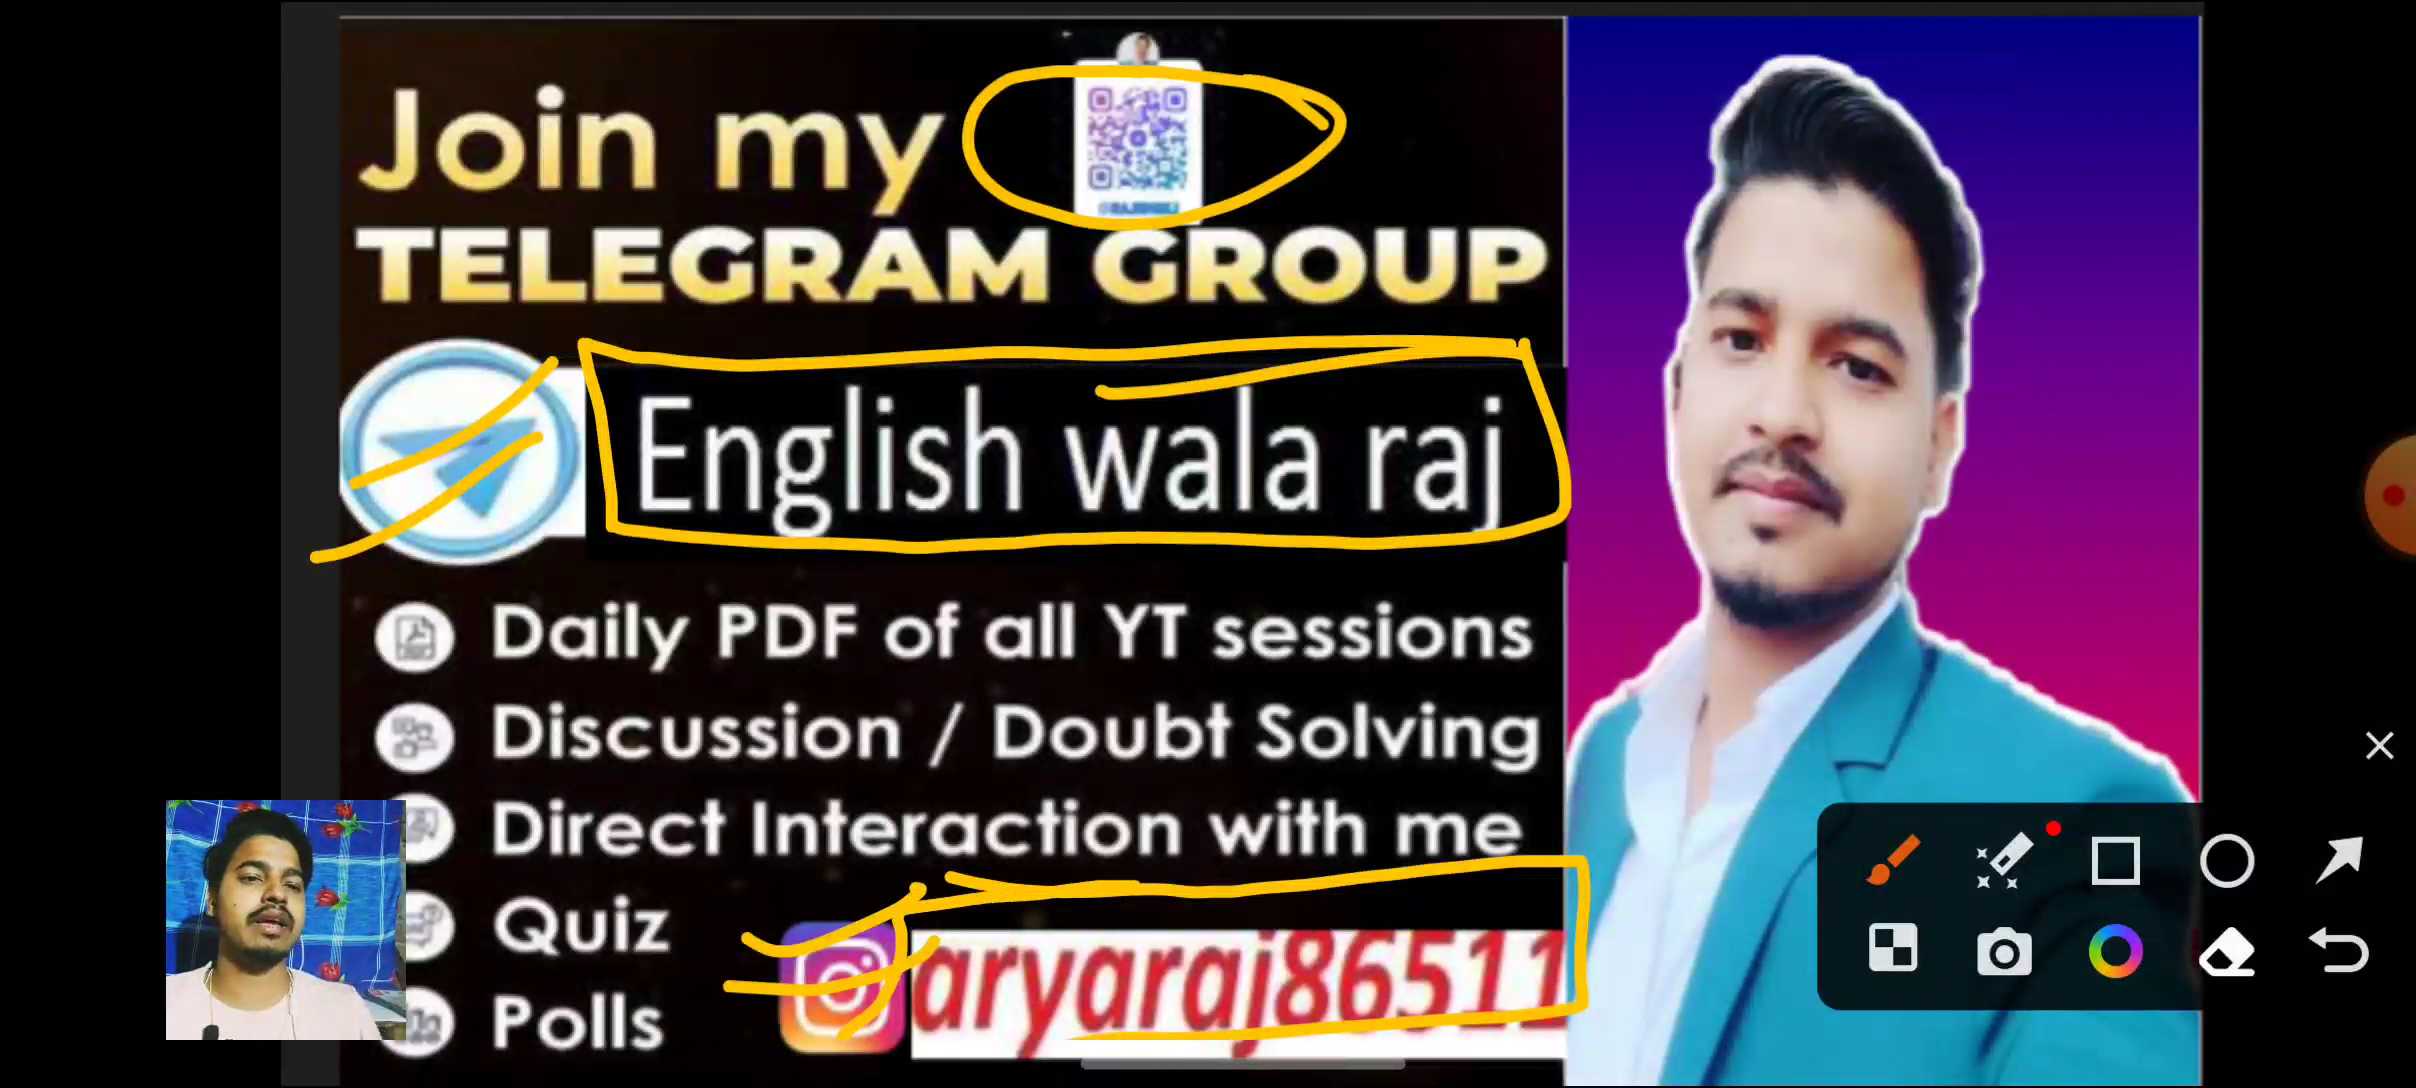 Join my
TELEGRAM GROUP
English wala raj
Daily PDF of all YT sessions
Discussion / Doubt Solving
Direct Interaction with me
Quiz
aryaraj86511
Polls